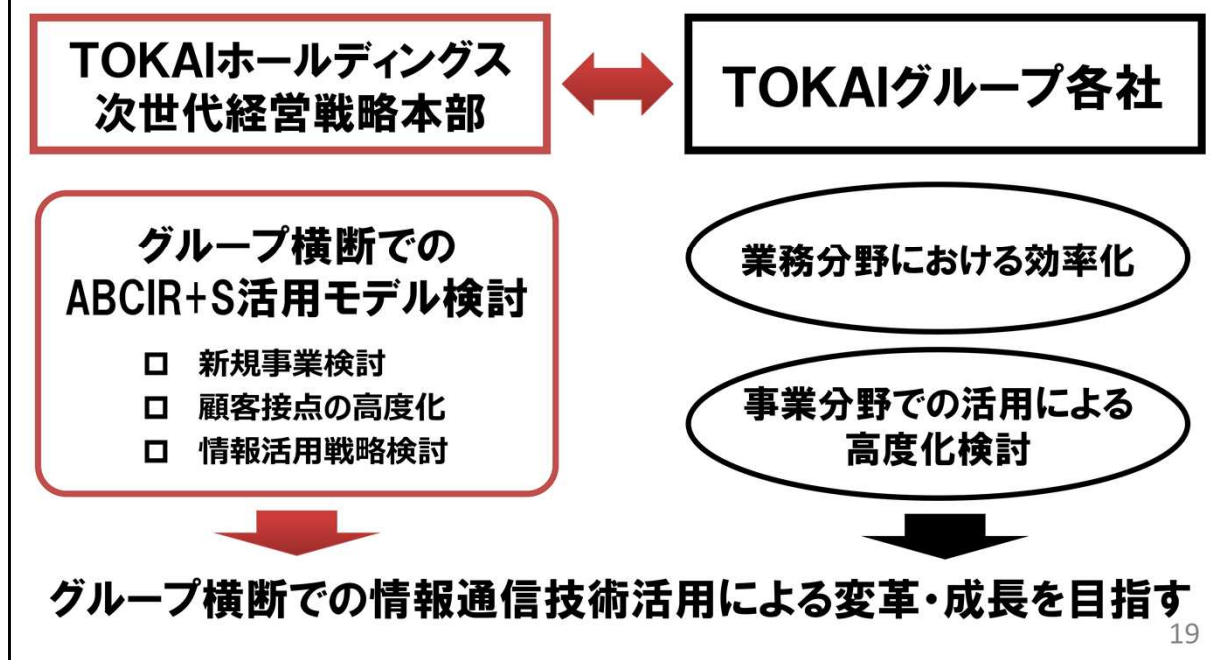 TOKAIホールディングス
次世代経営戦略本部
TOKAIグループ各社
グループ横断での
ABCIR+S活用モデル検討
□ 新規事業検討
□ 顧客接点の高度化
□ 情報活用戦略検討
業務分野における効率化
事業分野での活用による
高度化検討
グループ横断での情報通信技術活用による変革・成長を目指す
19